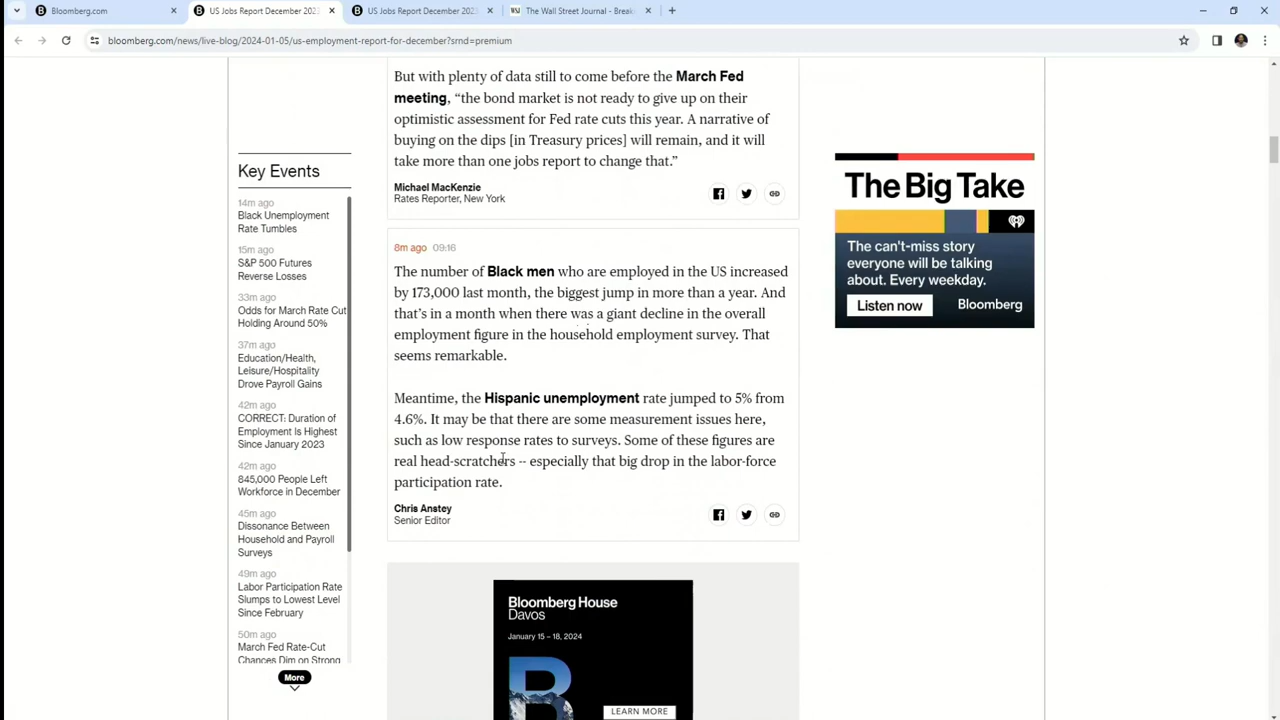 Bloomberg.com
US Jobs Report December 202
US Jobs Report December 202
The Wall Street Journal - Break
bloomberg.com/news/live-blog/2024-01-05/us-employment-report-for-december?srnd=premium
Key Events
14m ago
Black Unemployment
Rate Tumbles
15m ago
S&P 500 Futures
Reverse Losses
33m ago
Odds for March Rate Cut
Holding Around 50%
37m ago
Education/Health,
Leisure/Hospitality
Drove Payroll Gains
42m ago
CORRECT: Duration of
Employment Is Highest
Since January 2023
42m ago
845,000 People Left
Workforce in December
45m ago
Dissonance Between
Household and Payroll
Surveys
49m ago
Labor Participation Rate
Slumps to Lowest Level
Since February
50m ago
March Fed Rate-Cut
Chances Dim on Strong
More
But with plenty of data still to come before the March Fed
meeting, “the bond market is not ready to give up on their
optimistic assessment for Fed rate cuts this year. A narrative of
buying on the dips [in Treasury prices] will remain, and it will
take more than one jobs report to change that.”
Michael MacKenzie
Rates Reporter, New York
8m ago 09:16
The number of Black men who are employed in the US increased
by 173,000 last month, the biggest jump in more than a year. And
that’s in a month when there was a giant decline in the overall
employment figure in the household employment survey. That
seems remarkable.
Meantime, the Hispanic unemployment rate jumped to 5% from
4.6%. It may be that there are some measurement issues here,
such as low response rates to surveys. Some of these figures are
real head-scratchers -- especially that big drop in the labor-force
participation rate.
Chris Anstey
Senior Editor
Bloomberg House
Davos
January 15 – 18, 2024
B
LEARN MORE
The Big Take
The can't-miss story
everyone will be talking
about. Every weekday.
Listen now
Bloomberg